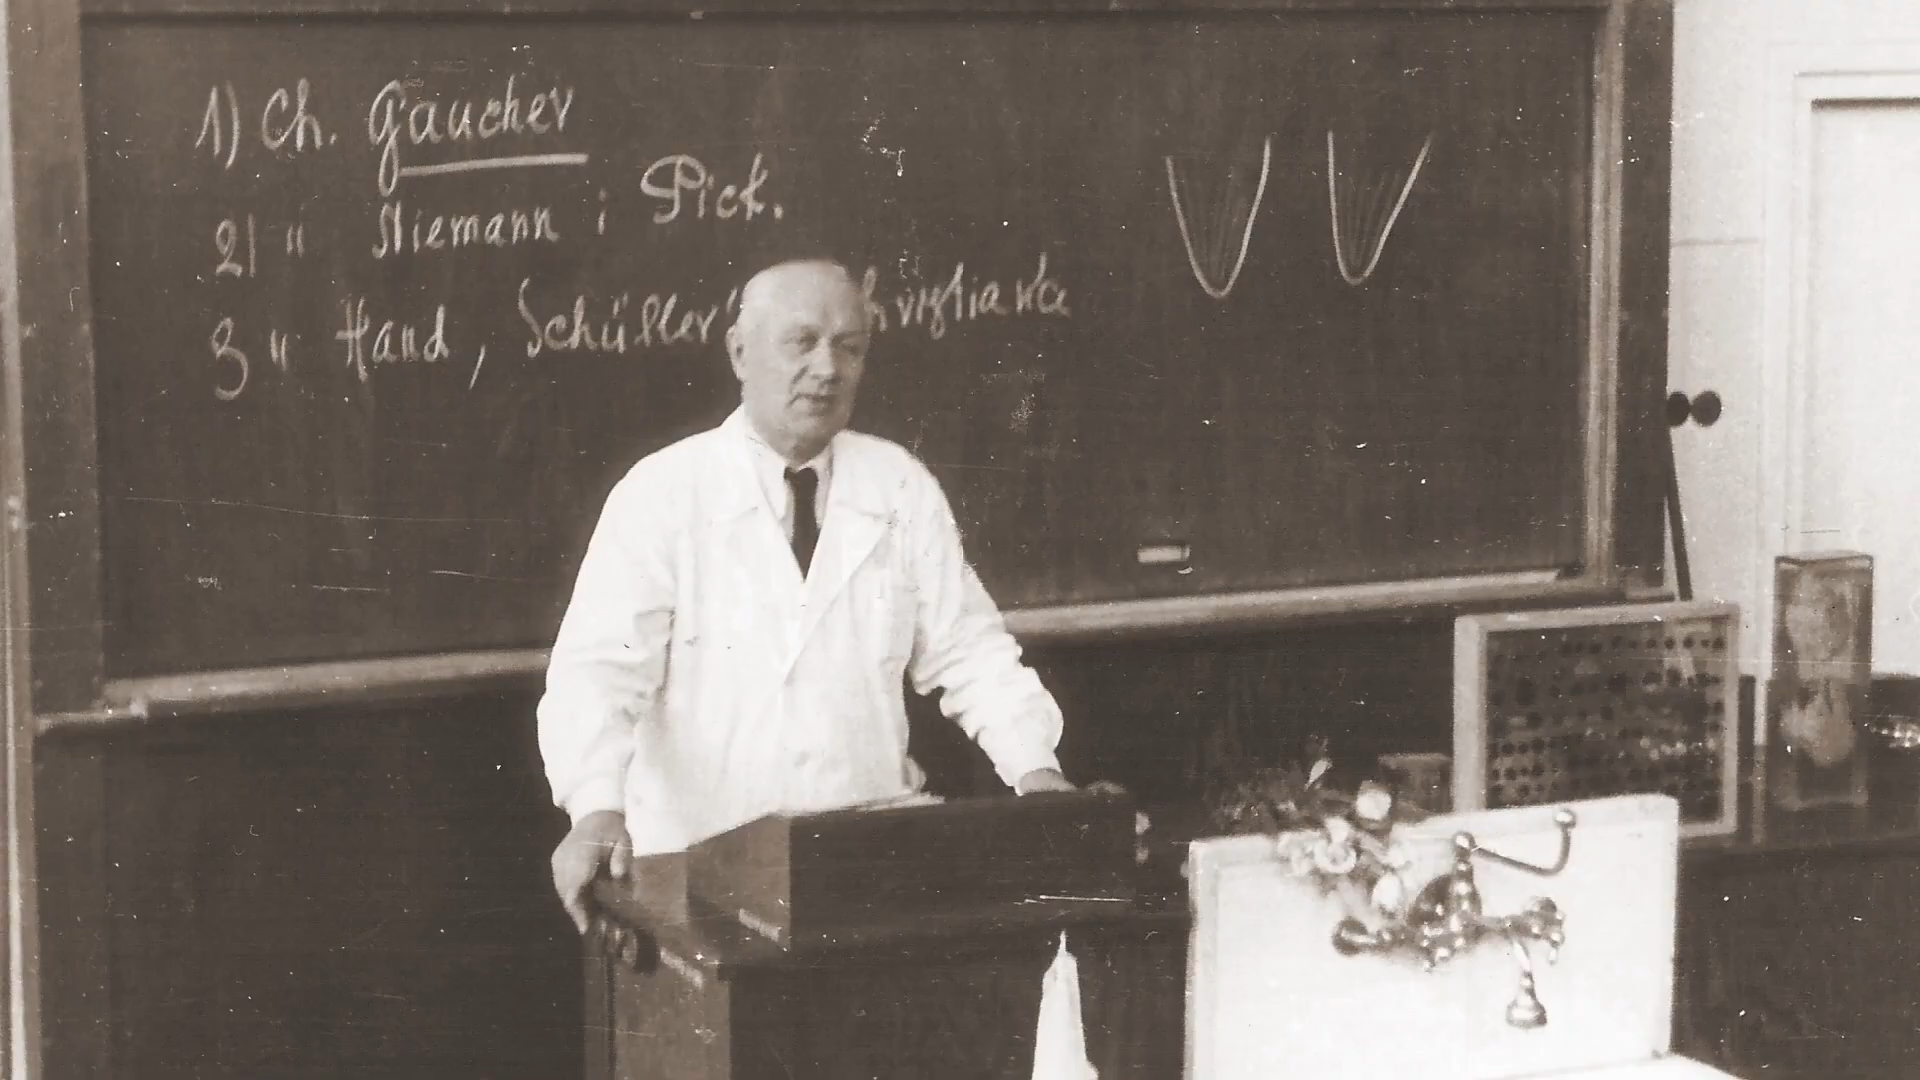 1) Ch. Gaucher
2) " Niemann i Pick.
3 " Hand, Schüller